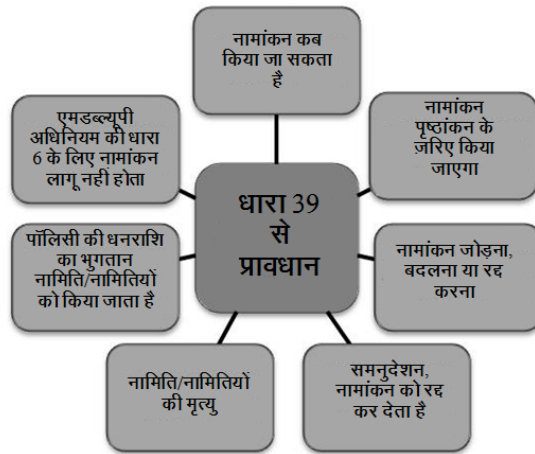 नामांकन कब
किया जा सकता
है
नामांकन
पृष्ठांकन के
ज़रिए किया
जाएगा
नामांकन जोड़ना,
बदलना या रद्द
करना
समनुदेशन,
नामांकन को रद्द
कर देता है
नामिति/नामितियों
की मृत्यु
पॉलिसी की धनराशि
का भुगतान
नामिति/नामितियों
को किया जाता है
एमडब्ल्यूपी
अधिनियम की धारा
6 के लिए नामांकन
लागू नही होता
धारा 39
से
प्रावधान